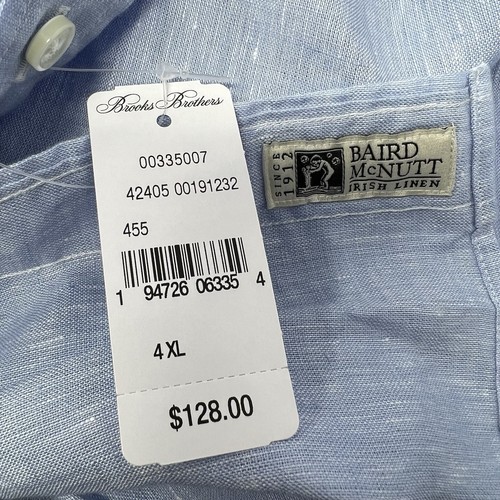 Brooks Brothers
00335007
42405 00191232
455
1 94726 06335 4
4 XL
$128.00
SINCE 1912
BAIRD
McNUTT
IRISH LINEN